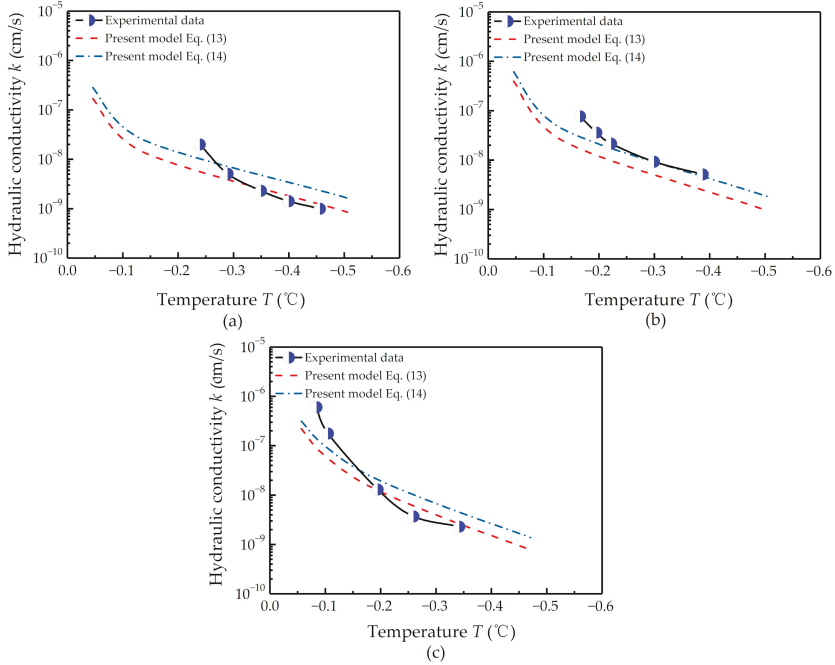 Hydraulic conductivity k (cm/s)
10⁻⁵
10⁻⁶
10⁻⁷
10⁻⁸
10⁻⁹
10⁻¹⁰
Experimental data
Present model Eq. (13)
Present model Eq. (14)
0.0 −0.1 −0.2 −0.3 −0.4 −0.5 −0.6
Temperature T (℃)
(a)
Hydraulic conductivity k (cm/s)
10⁻⁵
10⁻⁶
10⁻⁷
10⁻⁸
10⁻⁹
10⁻¹⁰
Experimental data
Present model Eq. (13)
Present model Eq. (14)
0.0 −0.1 −0.2 −0.3 −0.4 −0.5 −0.6
Temperature T (℃)
(b)
Hydraulic conductivity k (cm/s)
10⁻⁵
10⁻⁶
10⁻⁷
10⁻⁸
10⁻⁹
10⁻¹⁰
Experimental data
Present model Eq. (13)
Present model Eq. (14)
0.0 −0.1 −0.2 −0.3 −0.4 −0.5 −0.6
Temperature T (℃)
(c)